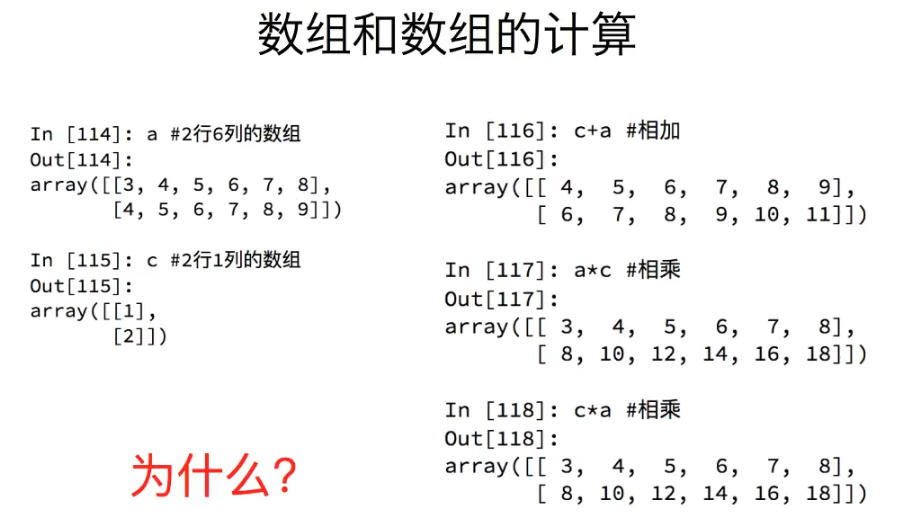 数组和数组的计算
In [114]: a #2行6列的数组
Out[114]:
array([[3, 4, 5, 6, 7, 8],
       [4, 5, 6, 7, 8, 9]])
In [115]: c #2行1列的数组
Out[115]:
array([[1],
       [2]])
为什么?
In [116]: c+a #相加
Out[116]:
array([[ 4,  5,  6,  7,  8,  9],
       [ 6,  7,  8,  9, 10, 11]])
In [117]: a*c #相乘
Out[117]:
array([[ 3,  4,  5,  6,  7,  8],
       [ 8, 10, 12, 14, 16, 18]])
In [118]: c*a #相乘
Out[118]:
array([[ 3,  4,  5,  6,  7,  8],
       [ 8, 10, 12, 14, 16, 18]])